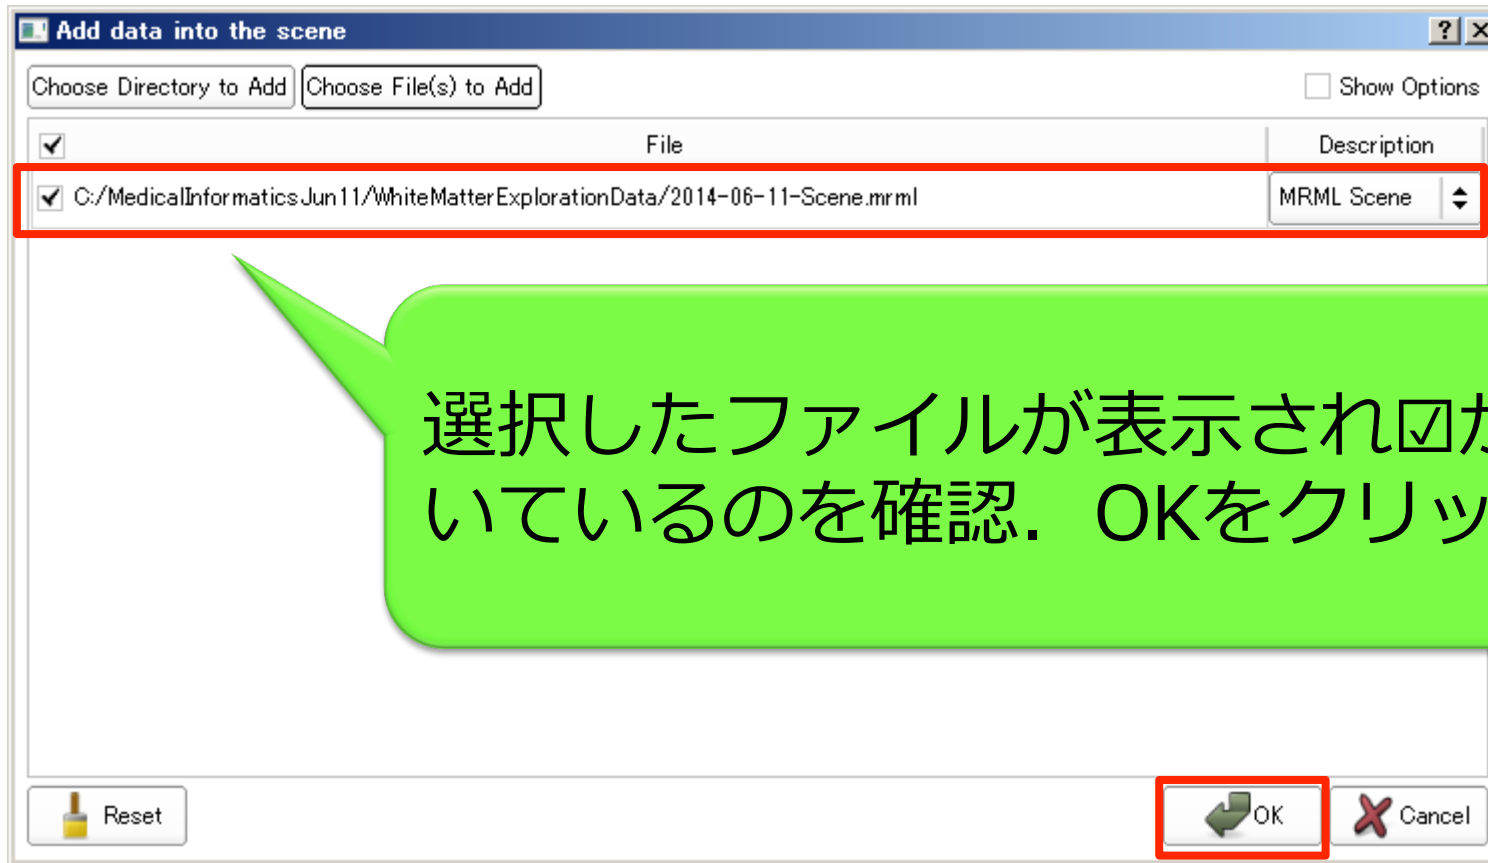 Add data into the scene
Choose Directory to Add Choose File(s) to Add Show Options
File Description
C:/MedicalInformaticsJun11/WhiteMatterExplorationData/2014-06-11-Scene.mrml MRML Scene
選択したファイルが表示され☑が
いているのを確認．OKをクリッ
Reset OK Cancel